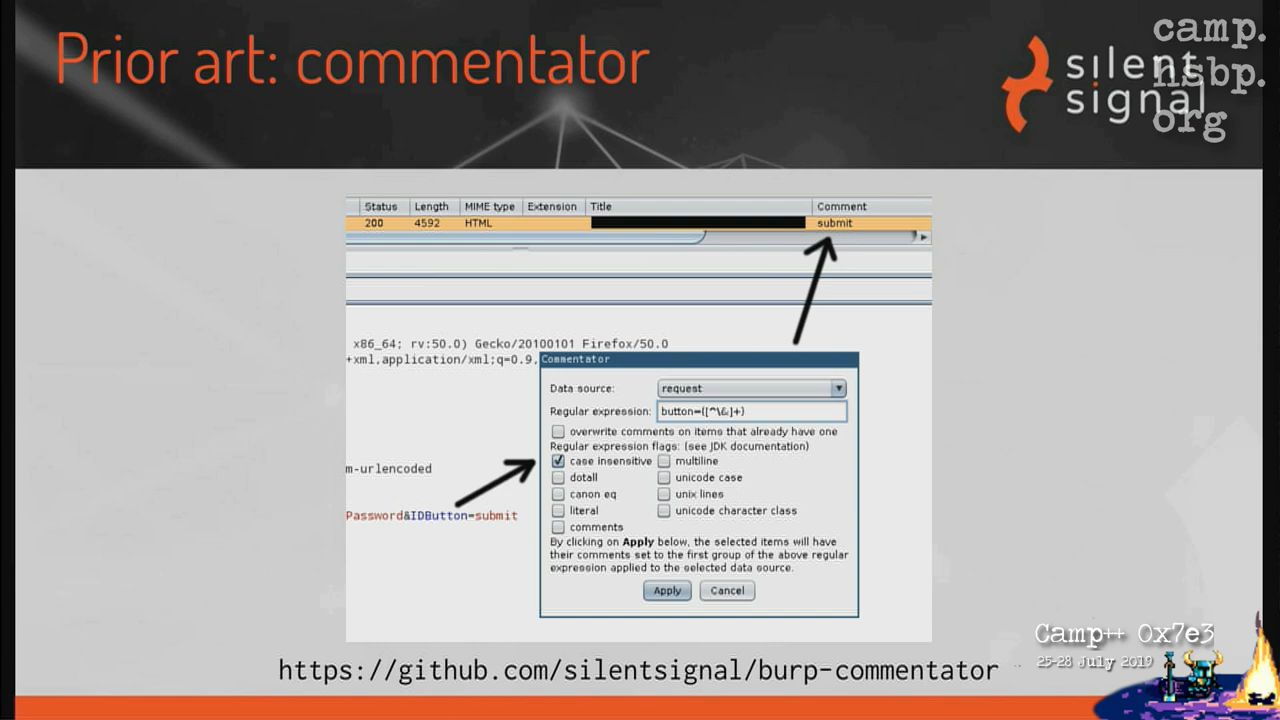 Prior art: commentator
silent
signal
camp.
hsbp.
org
Status Length MIME type Extension Title Comment
200 4592 HTML submit
x86_64; rv:50.0) Gecko/20100101 Firefox/50.0
+xml,application/xml;q=0.9,
Commentator
Data source: request
Regular expression: button=([^\&]+)
overwrite comments on items that already have one
Regular expression flags: (see JDK documentation)
case insensitive multiline
dotall unicode case
canon eq unix lines
literal unicode character class
comments
m-urlencoded
Password&IDButton=submit
By clicking on Apply below, the selected items will have
their comments set to the first group of the above regular
expression applied to the selected data source.
Apply Cancel
https://github.com/silentsignal/burp-commentator
Camp++ 0x7e3
25-28 July 2019